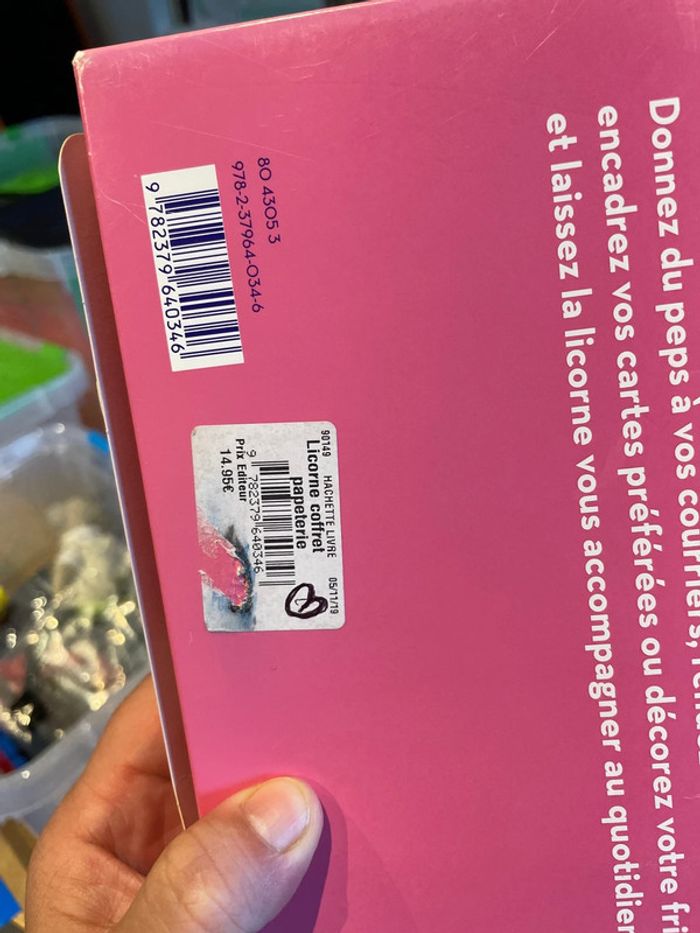 Donnez du peps à vos courriers,
encadrez vos cartes préférées ou décorez votre fri
et laissez la licorne vous accompagner au quotidien
80 4305 3
978-2-37964-034-6
9 782379 640346
90149 HACHETTE LIVRE 05/11/19
Licorne coffret
papeterie
9 782379 640346
Prix Editeur
14.95€